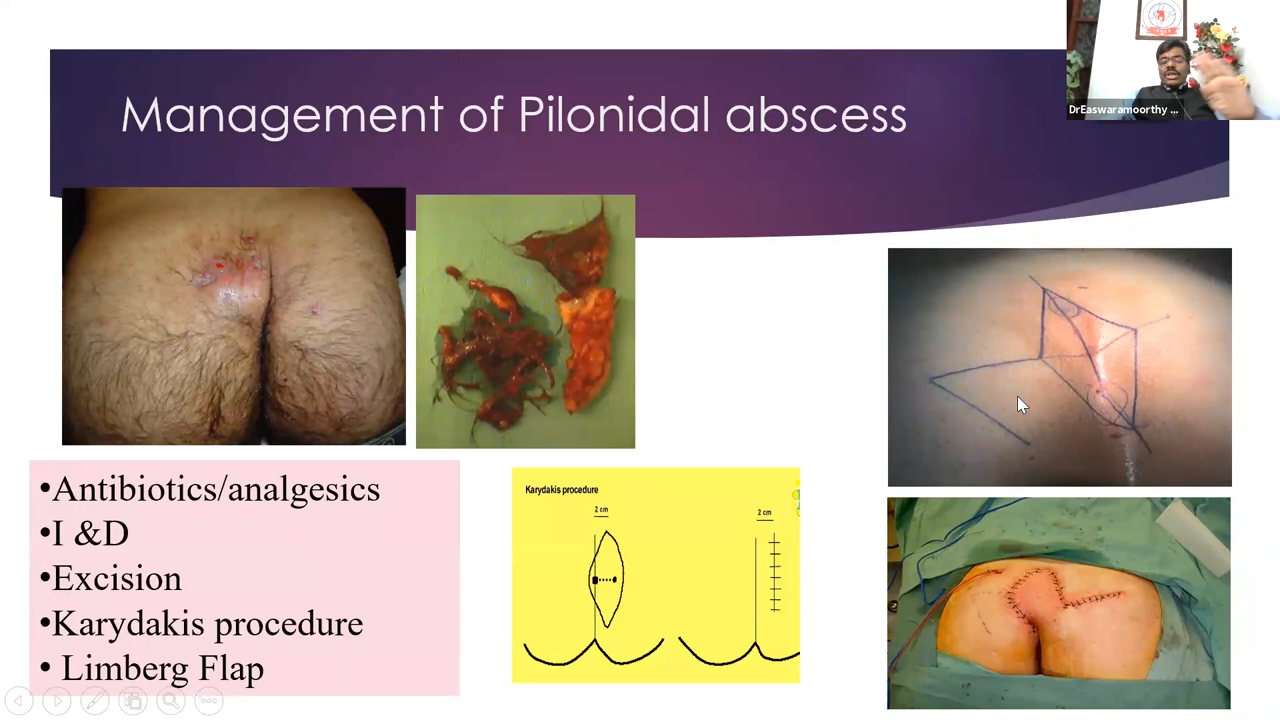 Management of Pilonidal abscess
DrEaswaramoorthy ...
•Antibiotics/analgesics
•I &D
•Excision
•Karydakis procedure
• Limberg Flap
Karydakis procedure
2 cm
2 cm